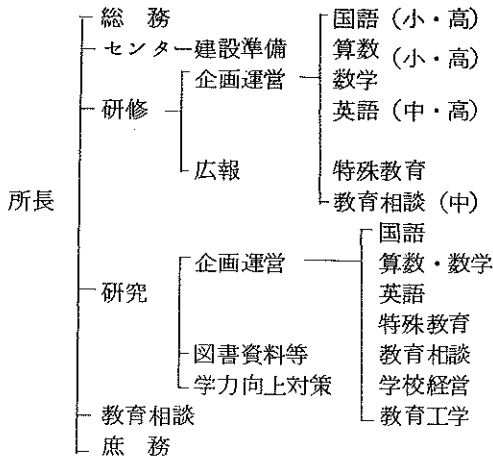 総務
国語（小・高）
センター建設準備
算数
数学
（小・高）
企画運営
研修
英語（中・高）
広報
特殊教育
教育相談（中）
所長
国語
企画運営
算数・数学
研究
英語
特殊教育
図書資料等
教育相談
学力向上対策
学校経営
教育相談
教育工学
庶務